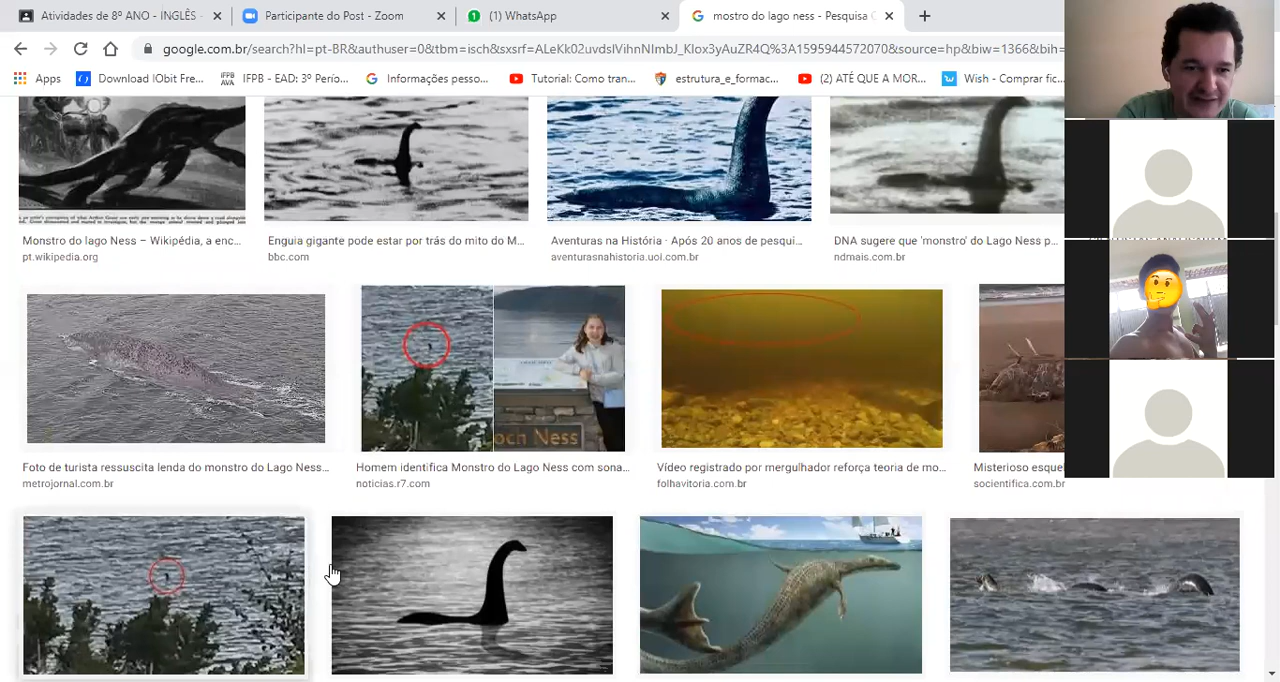 Atividades de 8º ANO - INGLÊS -
Participante do Post - Zoom
(1) WhatsApp
mostro do lago ness - Pesquisa G
google.com.br/search?hl=pt-BR&authuser=0&tbm=isch&sxsrf=ALeKk02uvdsIVihnNImbJ_KIox3yAuZR4Q%3A1595944572070&source=hp&biw=1366&bih=
Apps
Download IObit Fre...
IFPB AVA
IFPB - EAD: 3º Perío...
Informações pesso...
Tutorial: Como tran...
estrutura_e_formac...
(2) ATÉ QUE A MOR...
Wish - Comprar fic...
Monstro do lago Ness – Wikipédia, a enc...
pt.wikipedia.org
Enguia gigante pode estar por trás do mito do M...
bbc.com
Aventuras na História · Após 20 anos de pesqui...
aventurasnahistoria.uol.com.br
DNA sugere que 'monstro' do Lago Ness p...
ndmais.com.br
och Ness
Foto de turista ressuscita lenda do monstro do Lago Ness...
metrojornal.com.br
Homem identifica Monstro do Lago Ness com sona...
noticias.r7.com
Vídeo registrado por mergulhador reforça teoria de mo...
folhavitoria.com.br
Misterioso esquel
socientifica.com.br